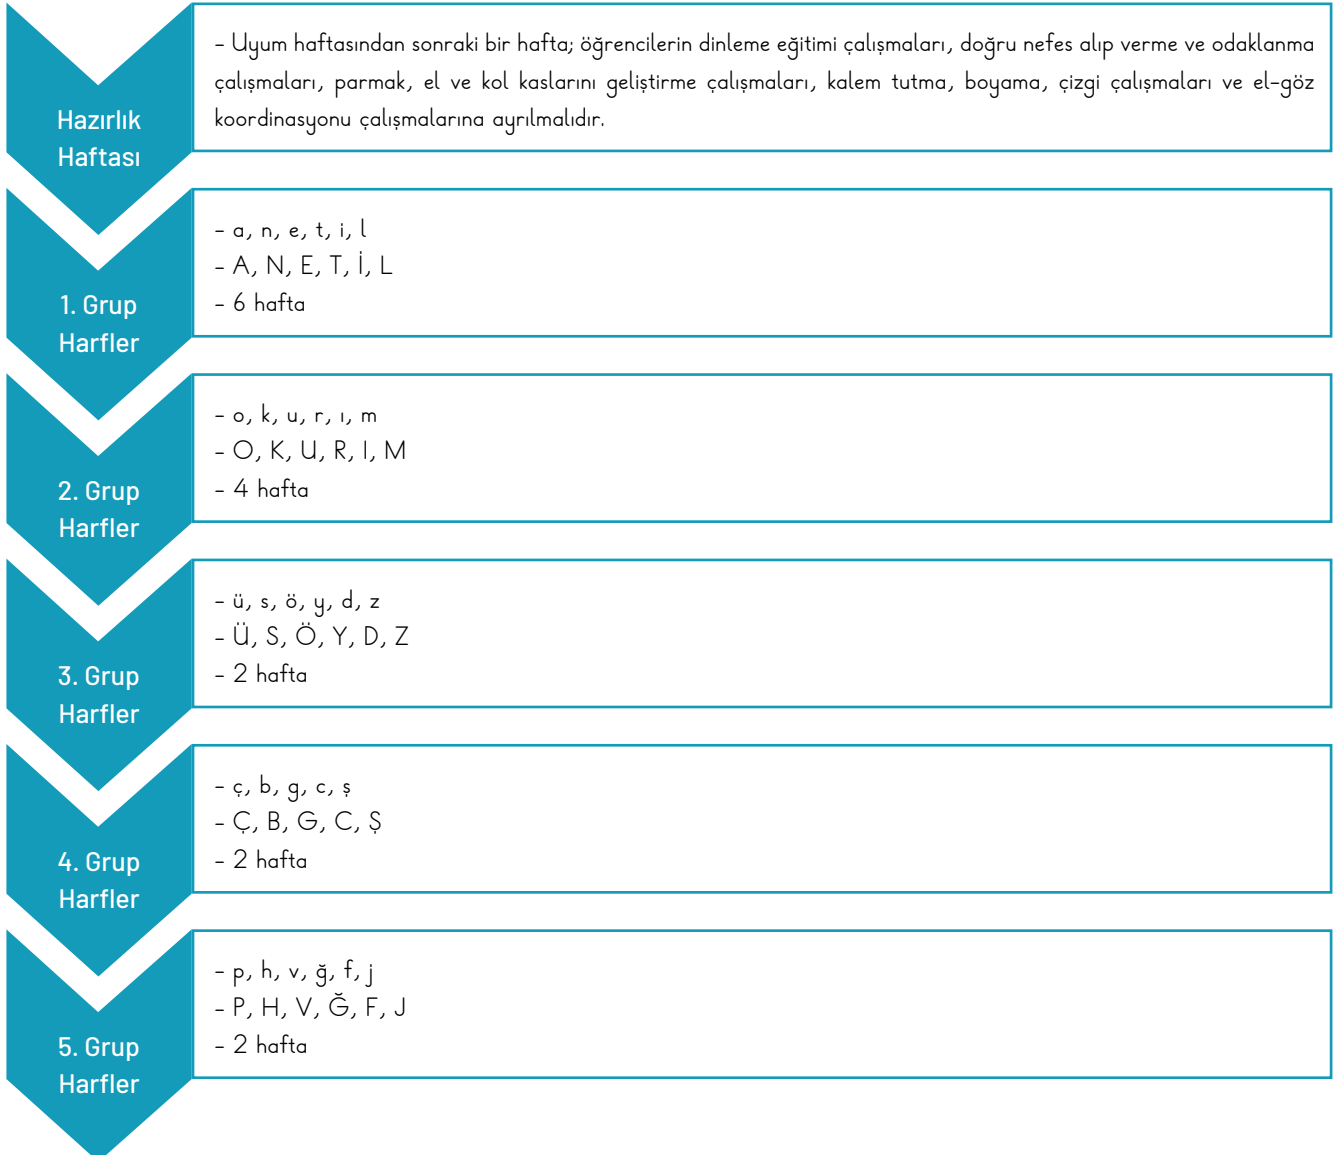 Hazırlık
Haftası
- Uyum haftasından sonraki bir hafta; öğrencilerin dinleme eğitimi çalışmaları, doğru nefes alıp verme ve odaklanma
çalışmaları, parmak, el ve kol kaslarını geliştirme çalışmaları, kalem tutma, boyama, çizgi çalışmaları ve el-göz
koordinasyonu çalışmalarına ayrılmalıdır.
1. Grup
Harfler
- a, n, e, t, i, l
- A, N, E, T, İ, L
- 6 hafta
2. Grup
Harfler
- o, k, u, r, ı, m
- O, K, U, R, I, M
- 4 hafta
3. Grup
Harfler
- ü, s, ö, y, d, z
- Ü, S, Ö, Y, D, Z
- 2 hafta
4. Grup
Harfler
- ç, b, g, c, ş
- Ç, B, G, C, Ş
- 2 hafta
5. Grup
Harfler
- p, h, v, ğ, f, j
- P, H, V, Ğ, F, J
- 2 hafta